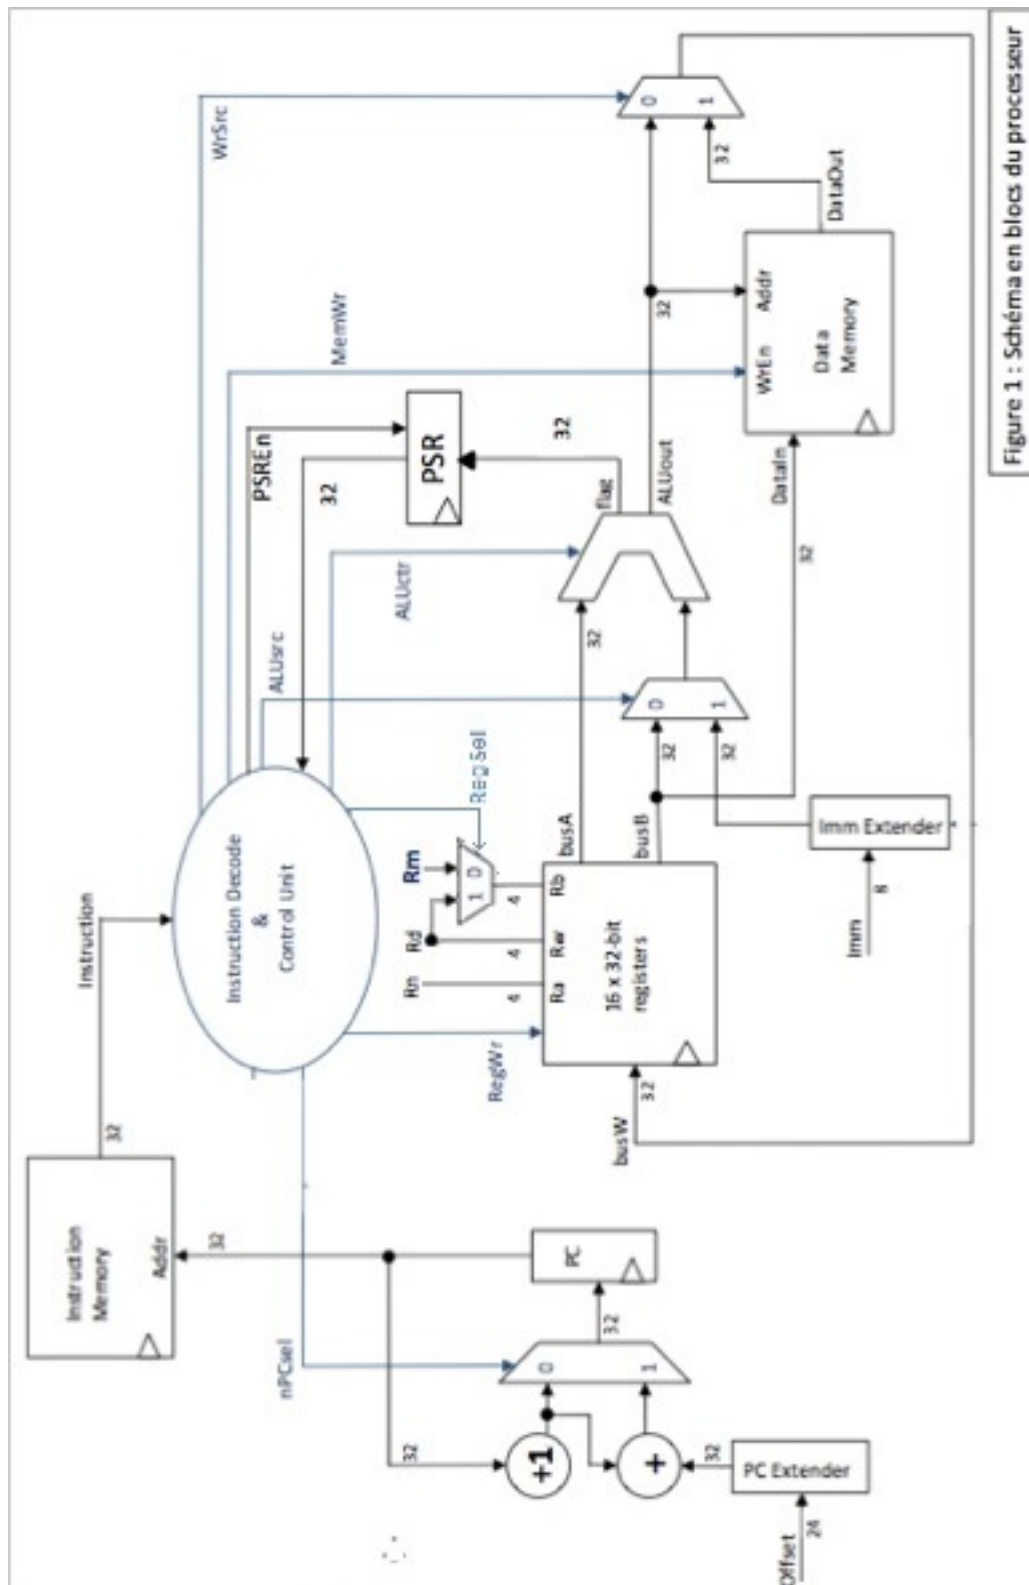 Instruction
Memory
Addr
32
Instruction
32
nPCsel
32
+1
+
0
1
32
PC
32
PC Extender
Offset
24
Instruction Decode
&
Control Unit
RegWr
RegSel
ALUsrc
ALUctr
PSREn
MemWr
WrSrc
32
PSR
32
Rn
Rd
Rm
1 0
4
4
4
Ra
Rw
Rb
16 x 32-bit
registers
busW
32
busA
busB
32
32
32
0
1
Imm Extender
Imm
8
flag
ALUout
32
DataIn
32
WrEn
Addr
Data
Memory
DataOut
32
0
1
Figure 1 : Schéma en blocs du processeur